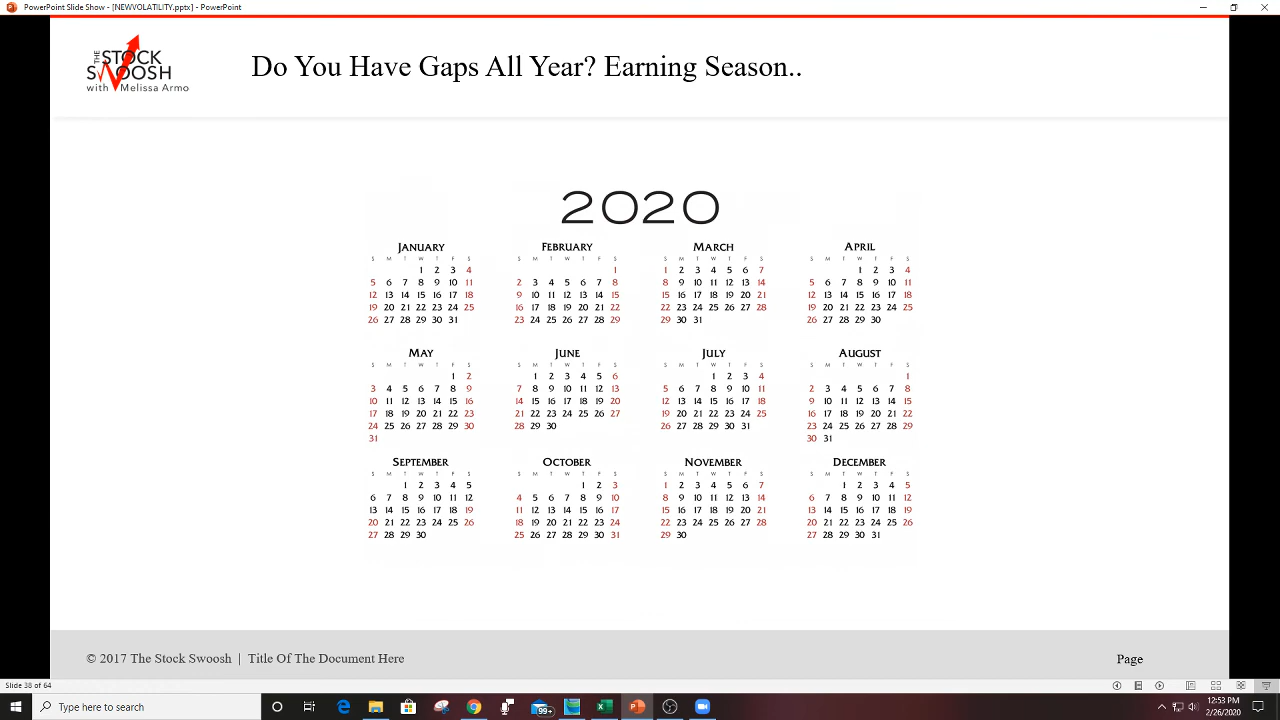 PowerPoint Slide Show - [NEWVOLATILITY.pptx] - PowerPoint
THE STOCK
SWOOSH
with Melissa Armo
Do You Have Gaps All Year? Earning Season..
2020
JANUARY FEBRUARY MARCH APRIL
S M T W T F S S M T W T F S S M T W T F S S M T W T F S
1 2 3 4 1 1 2 3 4 5 6 7 1 2 3 4
5 6 7 8 9 10 11 2 3 4 5 6 7 8 8 9 10 11 12 13 14 5 6 7 8 9 10 11
12 13 14 15 16 17 18 9 10 11 12 13 14 15 15 16 17 18 19 20 21 12 13 14 15 16 17 18
19 20 21 22 23 24 25 16 17 18 19 20 21 22 22 23 24 25 26 27 28 19 20 21 22 23 24 25
26 27 28 29 30 31 23 24 25 26 27 28 29 29 30 31 26 27 28 29 30
MAY JUNE JULY AUGUST
S M T W T F S S M T W T F S S M T W T F S S M T W T F S
1 2 1 2 3 4 5 6 1 2 3 4 1
3 4 5 6 7 8 9 7 8 9 10 11 12 13 5 6 7 8 9 10 11 2 3 4 5 6 7 8
10 11 12 13 14 15 16 14 15 16 17 18 19 20 12 13 14 15 16 17 18 9 10 11 12 13 14 15
17 18 19 20 21 22 23 21 22 23 24 25 26 27 19 20 21 22 23 24 25 16 17 18 19 20 21 22
24 25 26 27 28 29 30 28 29 30 26 27 28 29 30 31 23 24 25 26 27 28 29
31 30 31
SEPTEMBER OCTOBER NOVEMBER DECEMBER
S M T W T F S S M T W T F S S M T W T F S S M T W T F S
1 2 3 4 5 1 2 3 1 2 3 4 5 6 7 1 2 3 4 5
6 7 8 9 10 11 12 4 5 6 7 8 9 10 8 9 10 11 12 13 14 6 7 8 9 10 11 12
13 14 15 16 17 18 19 11 12 13 14 15 16 17 15 16 17 18 19 20 21 13 14 15 16 17 18 19
20 21 22 23 24 25 26 18 19 20 21 22 23 24 22 23 24 25 26 27 28 20 21 22 23 24 25 26
27 28 29 30 25 26 27 28 29 30 31 29 30 27 28 29 30 31
© 2017 The Stock Swoosh | Title Of The Document Here
Page
Slide 38 of 64
Type here to search
99+
12:53 PM
2/26/2020